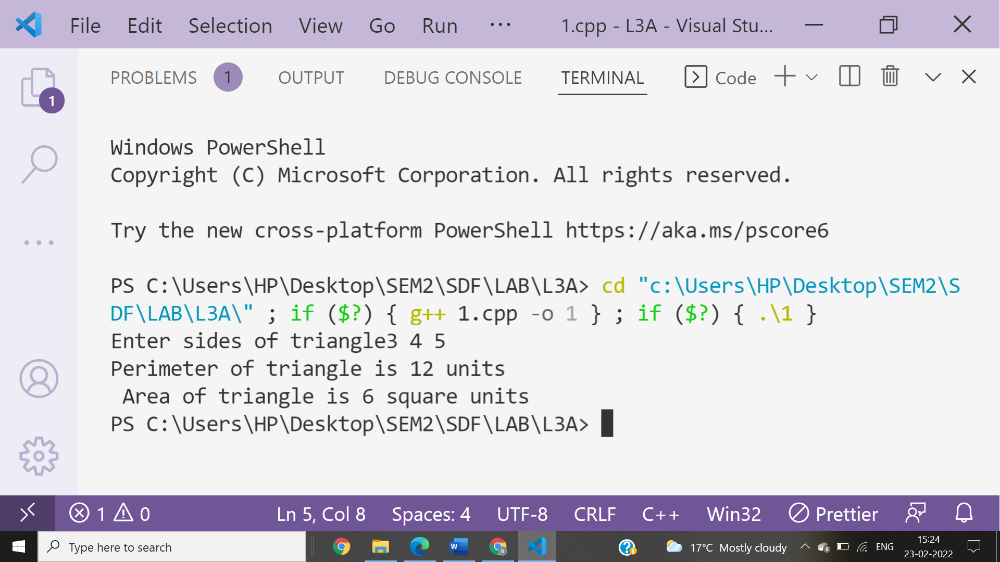 File Edit Selection View Go Run ... 1.cpp - L3A - Visual Stu...
PROBLEMS 1 OUTPUT DEBUG CONSOLE TERMINAL Code
1
Windows PowerShell
Copyright (C) Microsoft Corporation. All rights reserved.
Try the new cross-platform PowerShell https://aka.ms/pscore6
PS C:\Users\HP\Desktop\SEM2\SDF\LAB\L3A> cd "c:\Users\HP\Desktop\SEM2\S
DF\LAB\L3A\" ; if ($?) { g++ 1.cpp -o 1 } ; if ($?) { .\1 }
Enter sides of triangle3 4 5
Perimeter of triangle is 12 units
 Area of triangle is 6 square units
PS C:\Users\HP\Desktop\SEM2\SDF\LAB\L3A>
1 0 Ln 5, Col 8 Spaces: 4 UTF-8 CRLF C++ Win32 Prettier
Type here to search W N 17°C Mostly cloudy ENG 15:24
23-02-2022